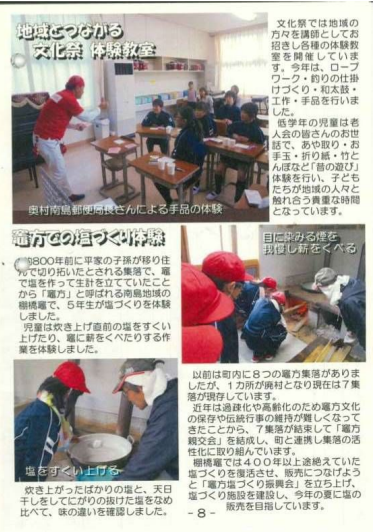 地域とつながる
文化祭 体験教室
文化祭では地域の
方々を講師としてお
招きし各種の体験教
室を開催していま
す。今年は、ロープ
ワーク・釣りの仕掛
けづくり・和太鼓・
工作・手品を行いま
した。
低学年の児童は老
人会の皆さんのお世
話で、あや取り・お
手玉・折り紙・竹と
んぼなど「昔の遊び」
体験を行い、子ども
たちが地域の人々と
触れ合う貴重な時間
となっています。
奥村南島郵便局長さんによる手品の体験
竈方での塩づくり体験
約800年前に平家の子孫が移り住
んで切り拓いたとされる集落で、竈
で塩を作って生計を立てていたこと
から「竈方」と呼ばれる南島地域の
棚橋竈で、5年生が塩づくりを体験
しました。
児童は炊き上げ直前の塩をすくい
上げたり、竈に薪をくべたりする作
業を体験しました。
目に染みる煙を
我慢し薪をくべる
塩をすくい上げる
炊き上がったばかりの塩と、天日
干しをしてにがりの抜けた塩をなめ
比べて、味の違いを確認しました。
以前は町内に8つの竈方集落がありま
したが、1カ所が廃村となり現在は7集
落が現存しています。
近年は過疎化や高齢化のため竈方文化
の保存や伝統行事の維持が難しくなって
きたことから、7集落が結束して「竈方
親交会」を結成し、町と連携し集落の活
性化に取り組んでいます。
棚橋竈では400年以上途絶えていた
塩づくりを復活させ、販売につなげよう
と「竈方塩づくり振興会」を立ち上げ、
塩づくり施設を建設し、今年の夏に塩の
販売を目指しています。
- 8 -